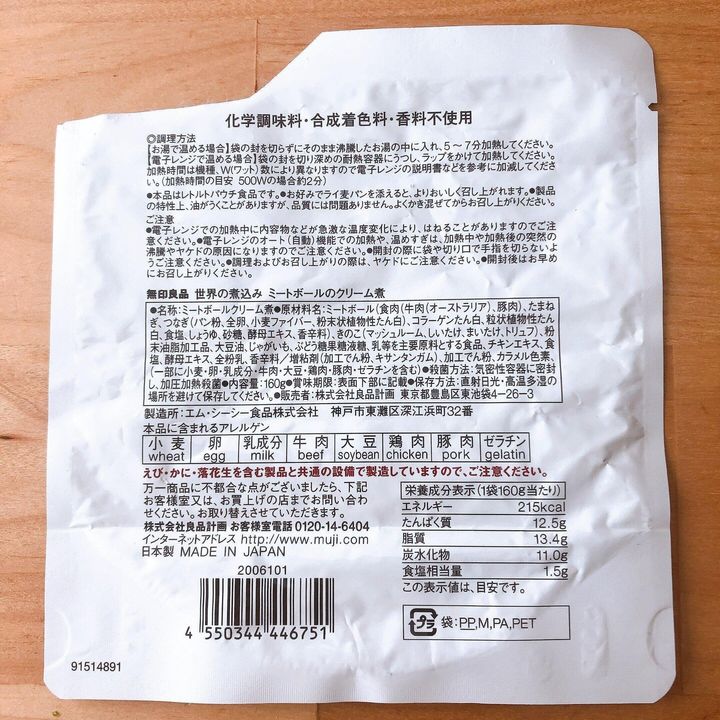 化学調味料・合成着色料・香料不使用
◎調理方法
【お湯で温める場合】袋の封を切らずにそのまま沸騰したお湯の中に入れ、5～7分加熱してください。
【電子レンジで温める場合】袋の封を切り深めの耐熱容器にうつし、ラップをかけて加熱してください。
加熱時間は機種、W(ワット)数により異なりますので電子レンジの説明書などを参考に加減してくださ
い。(加熱時間の目安 500Wの場合約2分)
●本品はレトルトパウチ食品です。●お好みでライ麦パンを添えると、よりおいしく召し上がれます。●製品
の特性上、油がうくことがありますが、品質には問題ありません。よくかき混ぜてからお召し上がりください。
ご注意
●電子レンジでの加熱中に内容物などが急激な温度変化により、はねることがありますのでご注
意ください。●電子レンジのオート(自動)機能での加熱や、温めすぎは、加熱中や加熱後の突然の
沸騰やヤケドの原因になりますのでご注意ください。●開封の際に袋や切り口で手指を切らないよ
うご注意ください。●調理およびお召し上がりの際は、ヤケドにご注意ください。●開封後はお早め
にお召し上がりください。
無印良品 世界の煮込み ミートボールのクリーム煮
●名称:ミートボールクリーム煮●原材料名:ミートボール(食肉(牛肉(オーストラリア)、豚肉)、たまね
ぎ、つなぎ(パン粉、全卵、小麦ファイバー、粉末状植物性たん白)、コラーゲンたん白、粒状植物性たん
白、食塩、しょうゆ、砂糖、酵母エキス、香辛料)、きのこ(マッシュルーム、しいたけ、まいたけ、トリュフ)、粉
末油脂加工品、大豆油、じゃがいも、ぶどう糖果糖液糖、乳等を主要原料とする食品、チキンエキス、食
塩、酵母エキス、全粉乳、香辛料/増粘剤(加工でん粉、キサンタンガム)、加工でん粉、カラメル色素、
(一部に小麦・卵・乳成分・牛肉・大豆・鶏肉・豚肉・ゼラチンを含む)●殺菌方法:気密性容器に密封
し、加圧加熱殺菌●内容量:160g●賞味期限:表面下部に記載●保存方法:直射日光・高温多湿の
場所を避けて保存してください。●販売者:株式会社良品計画 東京都豊島区東池袋4-26-3
製造所:エム・シーシー食品株式会社 神戸市東灘区深江浜町32番
本品に含まれるアレルゲン
小麦 卵 乳成分 牛肉 大豆 鶏肉 豚肉 ゼラチン
wheat egg milk beef soybean chicken pork gelatin
えび・かに・落花生を含む製品と共通の設備で製造していますので、ご注意ください。
万一商品に不都合な点がございましたら、下記
お客様室又は、お買上げの店までお問い合わ
せください。お取り替えさせていただきます。
株式会社良品計画 お客様室電話 0120-14-6404
インターネットアドレス http://www.muji.com
日本製 MADE IN JAPAN
栄養成分表示(1袋160g当たり)
エネルギー 215kcal
たんぱく質 12.5g
脂質 13.4g
炭水化物 11.0g
食塩相当量 1.5g
この表示値は、目安です。
2006101
4 550344 446751
プラ 袋:PP,M,PA,PET
91514891